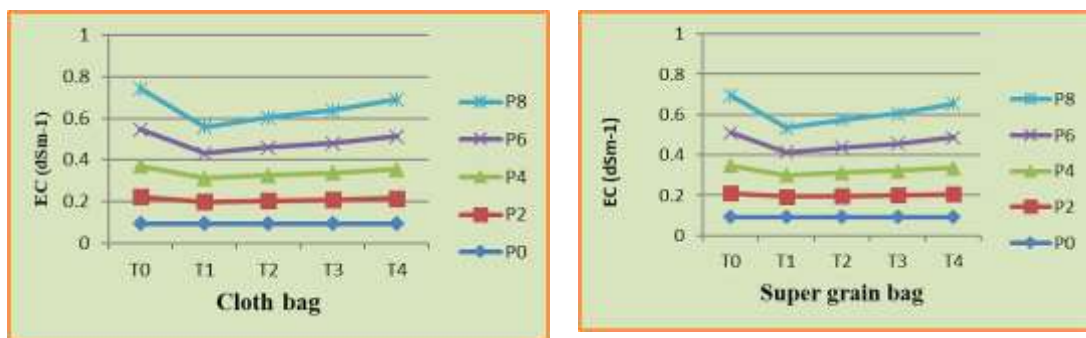 1
0.8
0.6
0.4
0.2
0
EC (dSm-1)
T0 T1 T2 T3 T4
Cloth bag
P8
P6
P4
P2
P0
1
0.8
0.6
0.4
0.2
0
EC (dSm-1)
T0 T1 T2 T3 T4
Super grain bag
P8
P6
P4
P2
P0